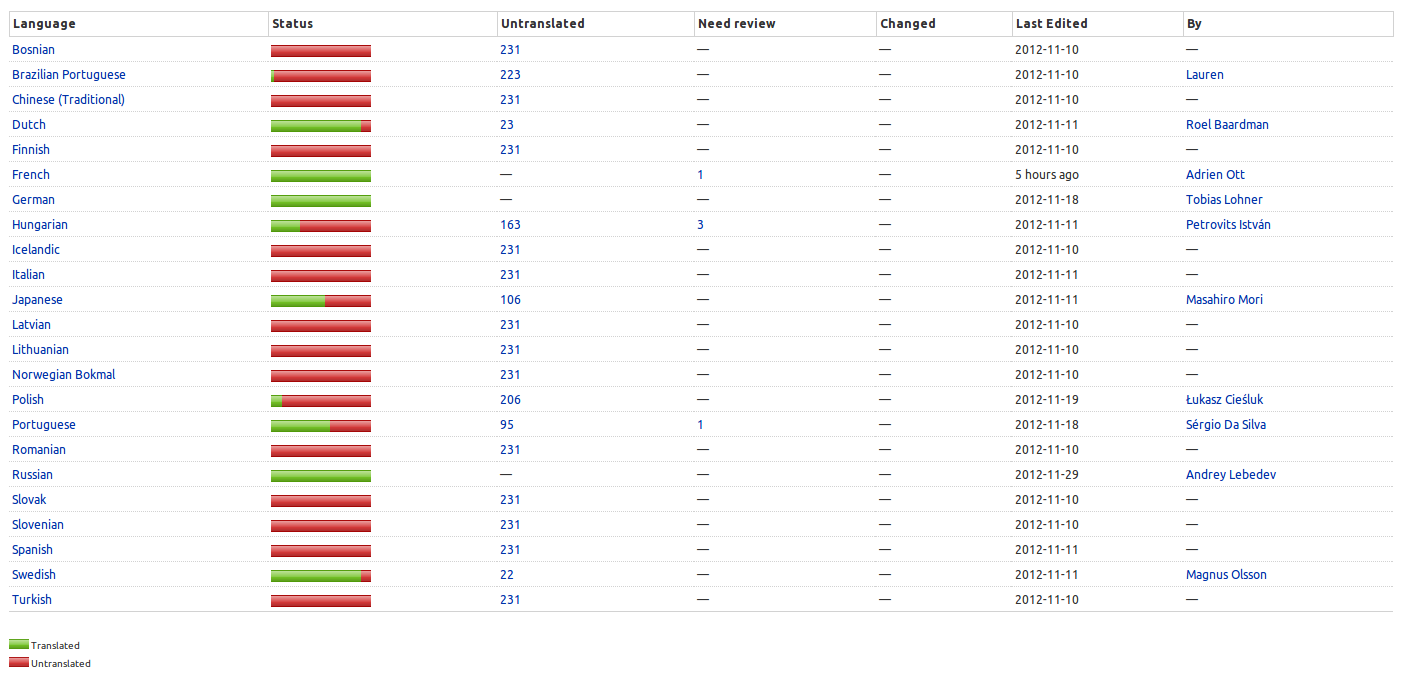 Language Status Untranslated Need review Changed Last Edited By
Bosnian 231 — — 2012-11-10 —
Brazilian Portuguese 223 — — 2012-11-10 Lauren
Chinese (Traditional) 231 — — 2012-11-10 —
Dutch 23 — — 2012-11-11 Roel Baardman
Finnish 231 — — 2012-11-10 —
French — 1 — 5 hours ago Adrien Ott
German — — — 2012-11-18 Tobias Lohner
Hungarian 163 3 — 2012-11-11 Petrovits István
Icelandic 231 — — 2012-11-10 —
Italian 231 — — 2012-11-11 —
Japanese 106 — — 2012-11-11 Masahiro Mori
Latvian 231 — — 2012-11-10 —
Lithuanian 231 — — 2012-11-10 —
Norwegian Bokmal 231 — — 2012-11-10 —
Polish 206 — — 2012-11-19 Łukasz Cieśluk
Portuguese 95 1 — 2012-11-18 Sérgio Da Silva
Romanian 231 — — 2012-11-10 —
Russian — — — 2012-11-29 Andrey Lebedev
Slovak 231 — — 2012-11-10 —
Slovenian 231 — — 2012-11-10 —
Spanish 231 — — 2012-11-11 —
Swedish 22 — — 2012-11-11 Magnus Olsson
Turkish 231 — — 2012-11-10 —
Translated
Untranslated